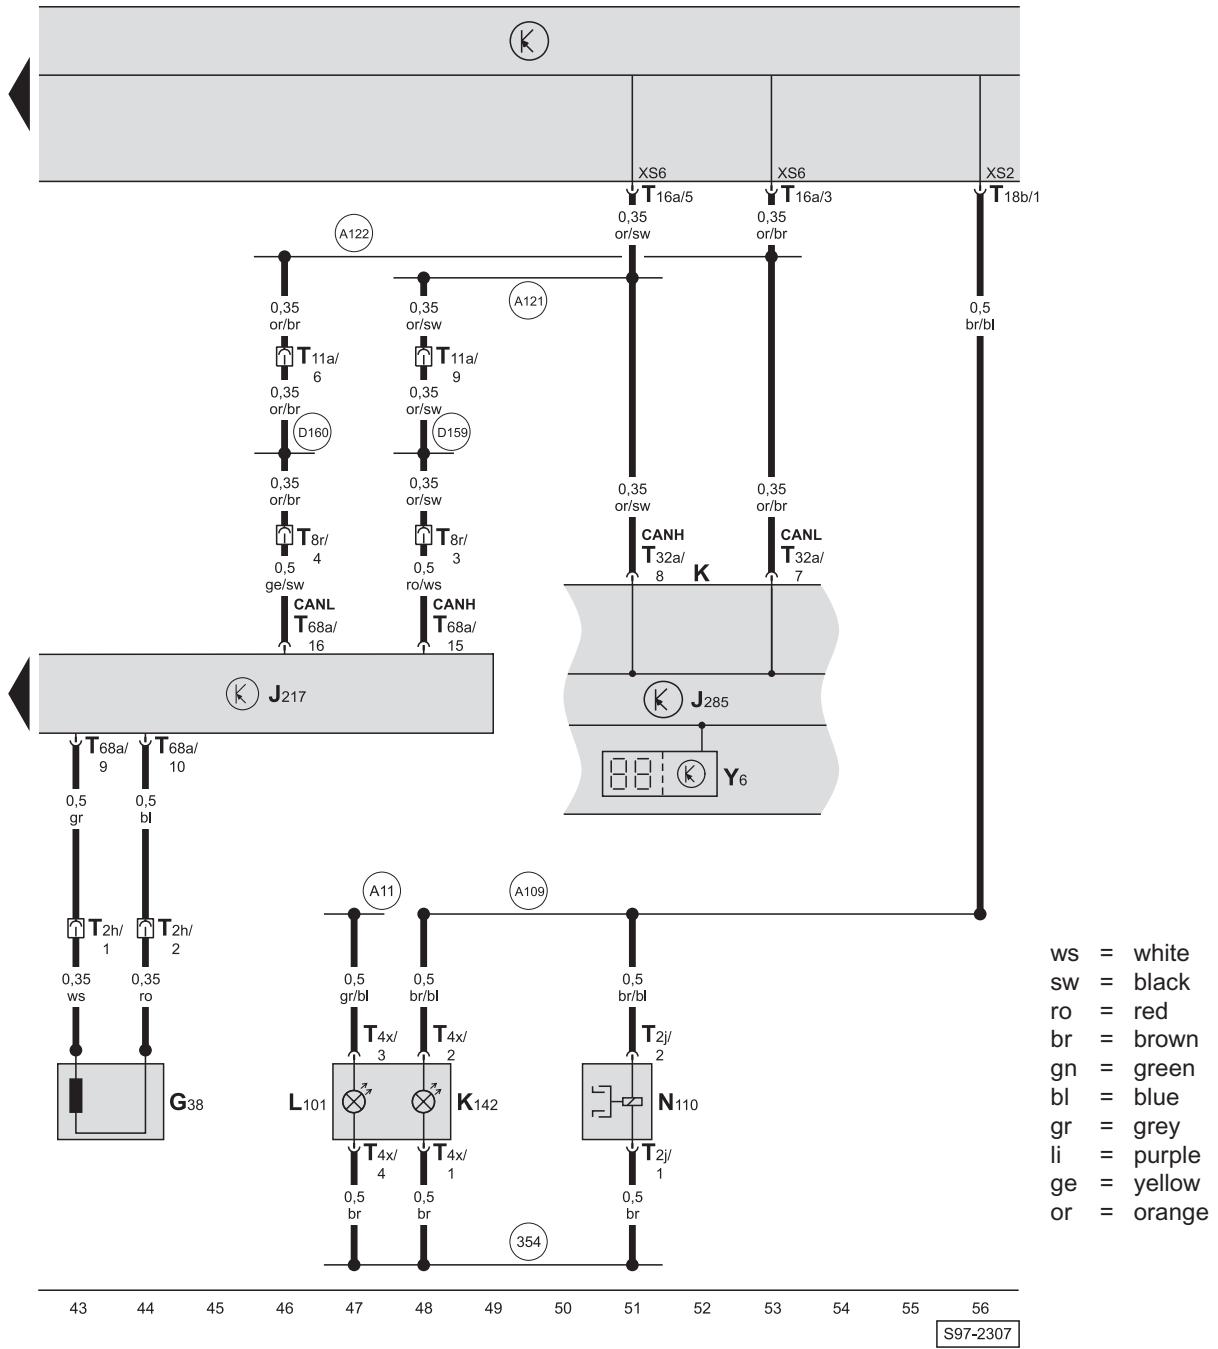 XS6 XS6 XS2
T16a/5 T16a/3 T18b/1
0,35 0,35
or/sw or/br
A122
A121
0,35 0,35 0,5
or/br or/sw br/bl
T11a/ T11a/
6 9
0,35 0,35
or/br or/sw
D160 D159
0,35 0,35 0,35 0,35
or/br or/sw or/sw or/br
T8r/ T8r/ CANH CANL
4 3 T32a/ T32a/
0,5 0,5 8 K 7
ge/sw ro/ws
CANL CANH
T68a/ T68a/
16 15
J217 J285
T68a/ T68a/
9 10
88 Y6
0,5 0,5
gr bl
A11 A109
T2h/ T2h/
1 2
0,35 0,35 0,5 0,5 0,5
ws ro gr/bl br/bl br/bl
T4x/ T4x/ T2j/
3 2 2
G38 L101 K142 N110
T4x/ T4x/ T2j/
4 1 1
0,5 0,5 0,5
br br br
354
43 44 45 46 47 48 49 50 51 52 53 54 55 56
S97-2307
ws = white
sw = black
ro = red
br = brown
gn = green
bl = blue
gr = grey
li = purple
ge = yellow
or = orange